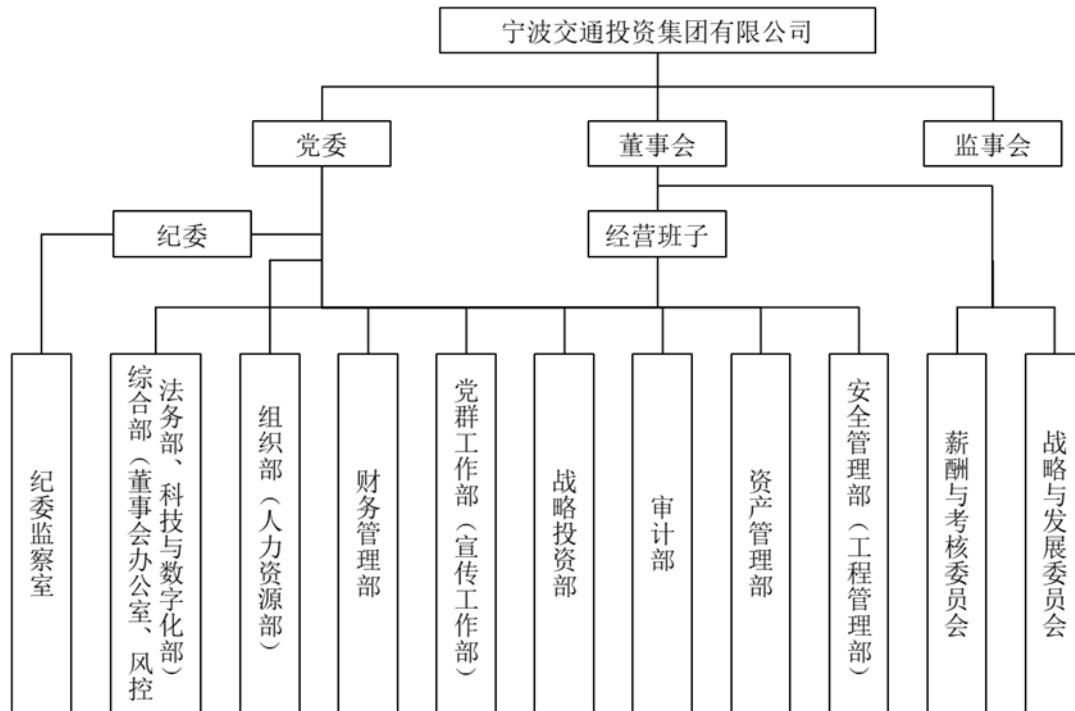 宁波交通投资集团有限公司
党委
董事会
监事会
纪委
经营班子
纪委监察室
综合部（董事会办公室、风控
法务部、科技与数字化部）
组织部（人力资源部）
财务管理部
党群工作部（宣传工作部）
战略投资部
审计部
资产管理部
安全管理部（工程管理部）
薪酬与考核委员会
战略与发展委员会